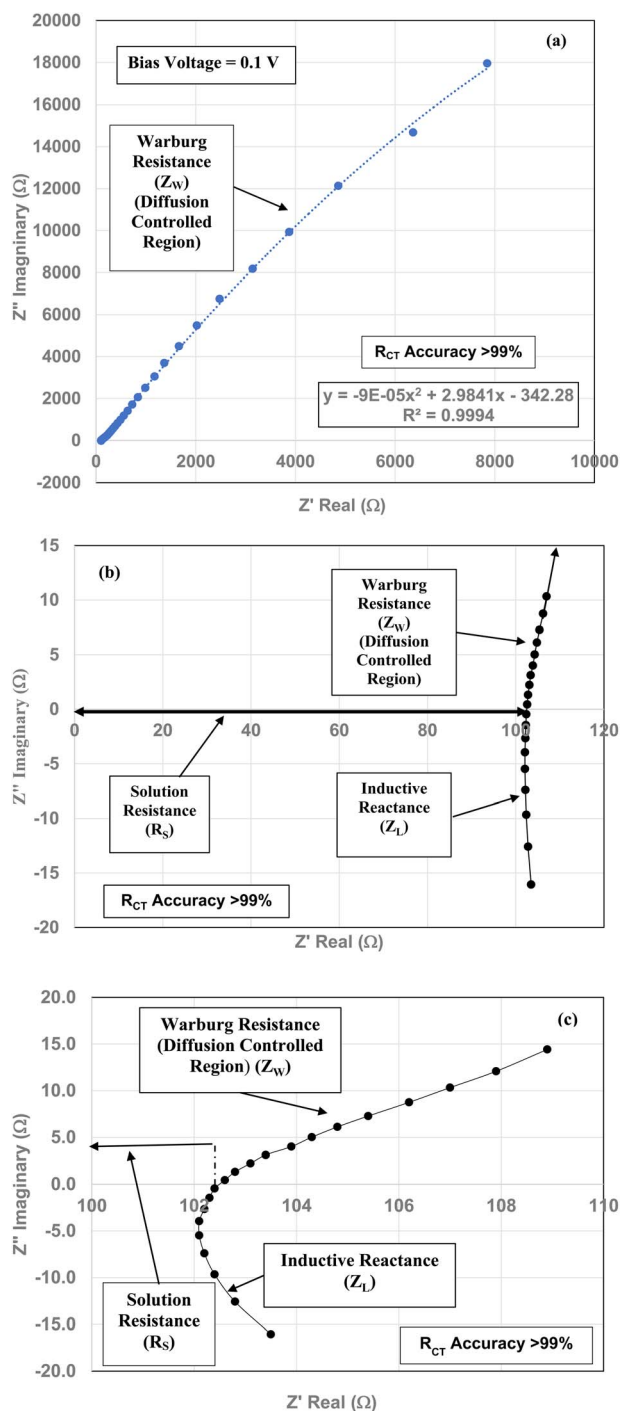 (a)
Bias Voltage = 0.1 V
Warburg
Resistance
(ZW)
(Diffusion
Controlled
Region)
RCT Accuracy >99%
y = -9E-05x² + 2.9841x - 342.28
R² = 0.9994
20000
18000
16000
14000
12000
10000
8000
6000
4000
2000
0
-2000
0 2000 4000 6000 8000 10000
Z'' Imagninary (Ω)
Z' Real (Ω)
(b)
Warburg
Resistance
(ZW)
(Diffusion
Controlled
Region)
Solution
Resistance
(RS)
Inductive
Reactance
(ZL)
RCT Accuracy >99%
15
10
5
0
-5
-10
-15
-20
0 20 40 60 80 100 120
Z'' Imaginary (Ω)
Z' Real (Ω)
(c)
Warburg Resistance
(Diffusion Controlled
Region) (ZW)
Inductive Reactance
(ZL)
Solution
Resistance
(RS)
RCT Accuracy >99%
20.0
15.0
10.0
5.0
0.0
-5.0
-10.0
-15.0
-20.0
100 102 104 106 108 110
Z'' Imaginary (Ω)
Z' Real (Ω)